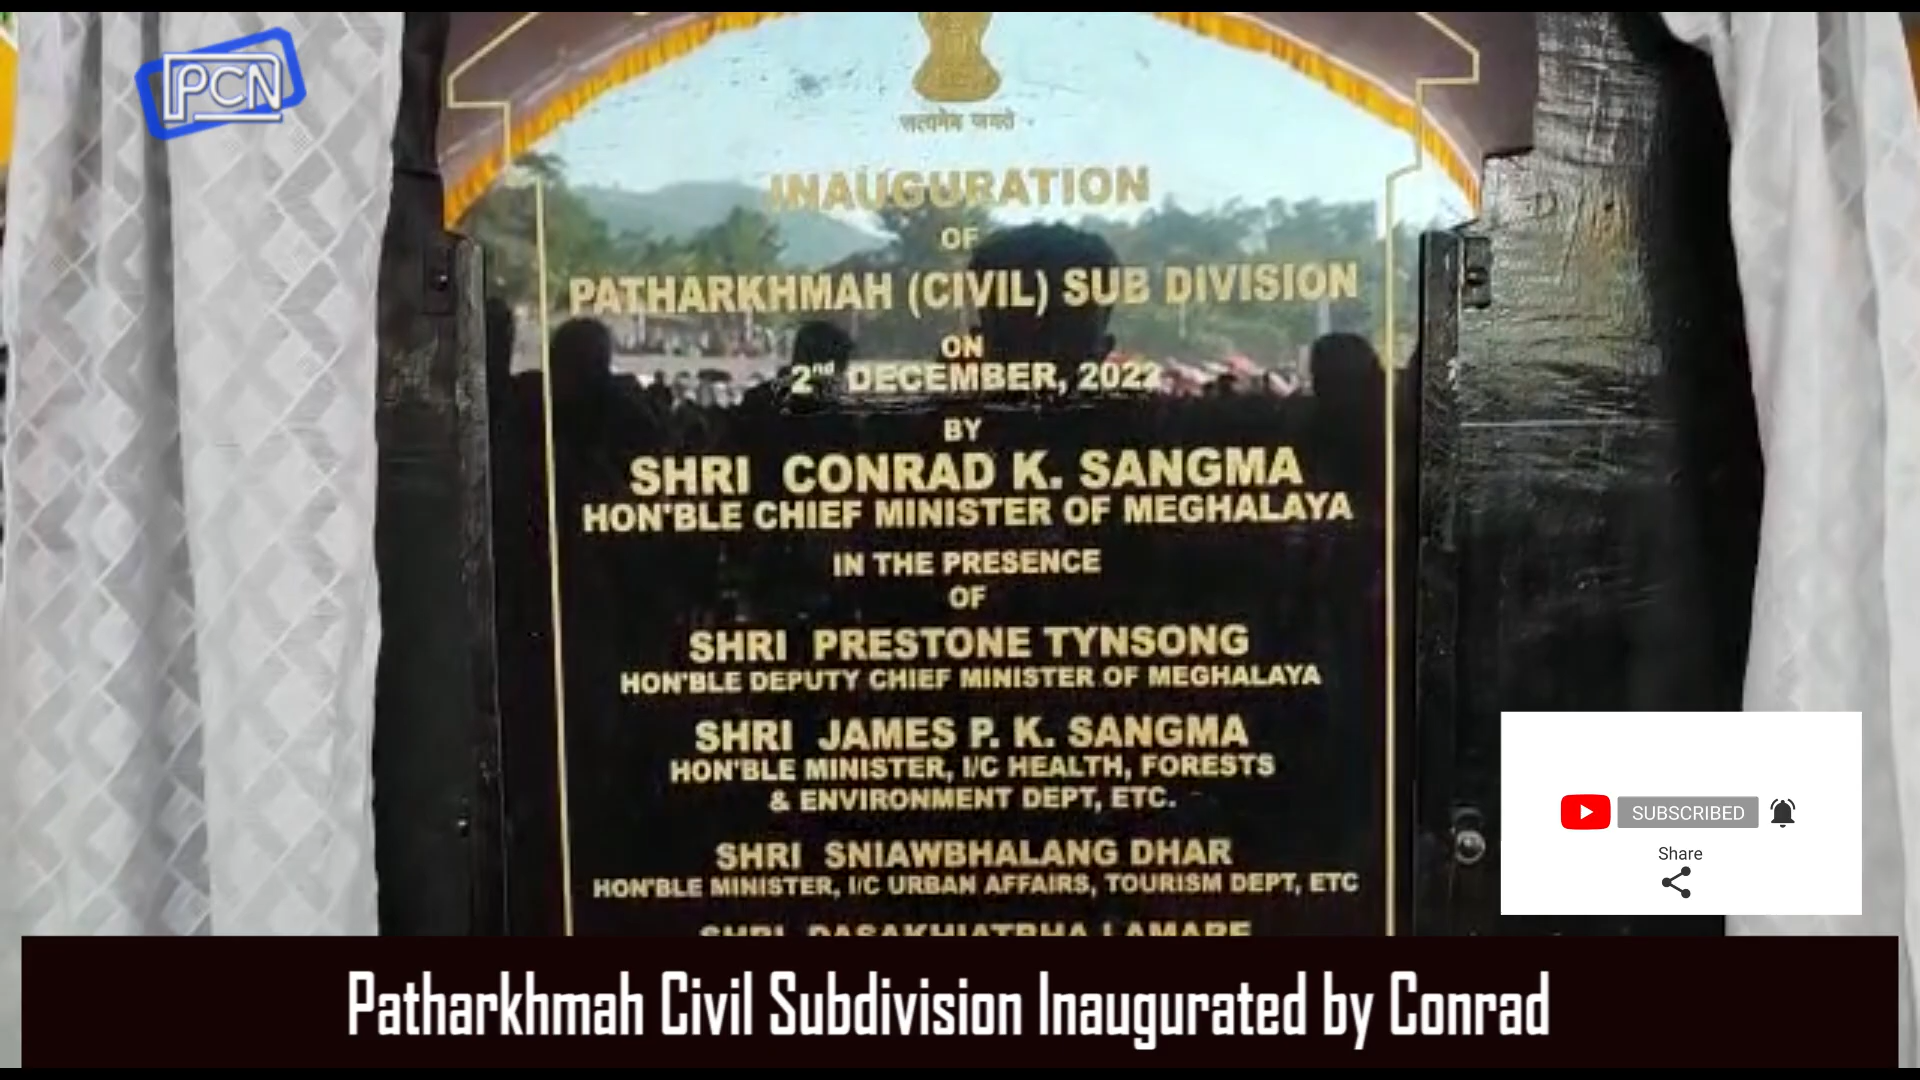 PCN
सत्यमेव जयते
INAUGURATION
OF
PATHARKHMAH (CIVIL) SUB DIVISION
ON
2nd DECEMBER, 2022
BY
SHRI CONRAD K. SANGMA
HON'BLE CHIEF MINISTER OF MEGHALAYA
IN THE PRESENCE
OF
SHRI PRESTONE TYNSONG
HON'BLE DEPUTY CHIEF MINISTER OF MEGHALAYA
SHRI JAMES P. K. SANGMA
HON'BLE MINISTER, I/C HEALTH, FORESTS
& ENVIRONMENT DEPT, ETC.
SHRI SNIAWBHALANG DHAR
HON'BLE MINISTER, I/C URBAN AFFAIRS, TOURISM DEPT, ETC
SHRI DASAKHIATBHA LAMARE
SUBSCRIBED
Share
Patharkhmah Civil Subdivision Inaugurated by Conrad